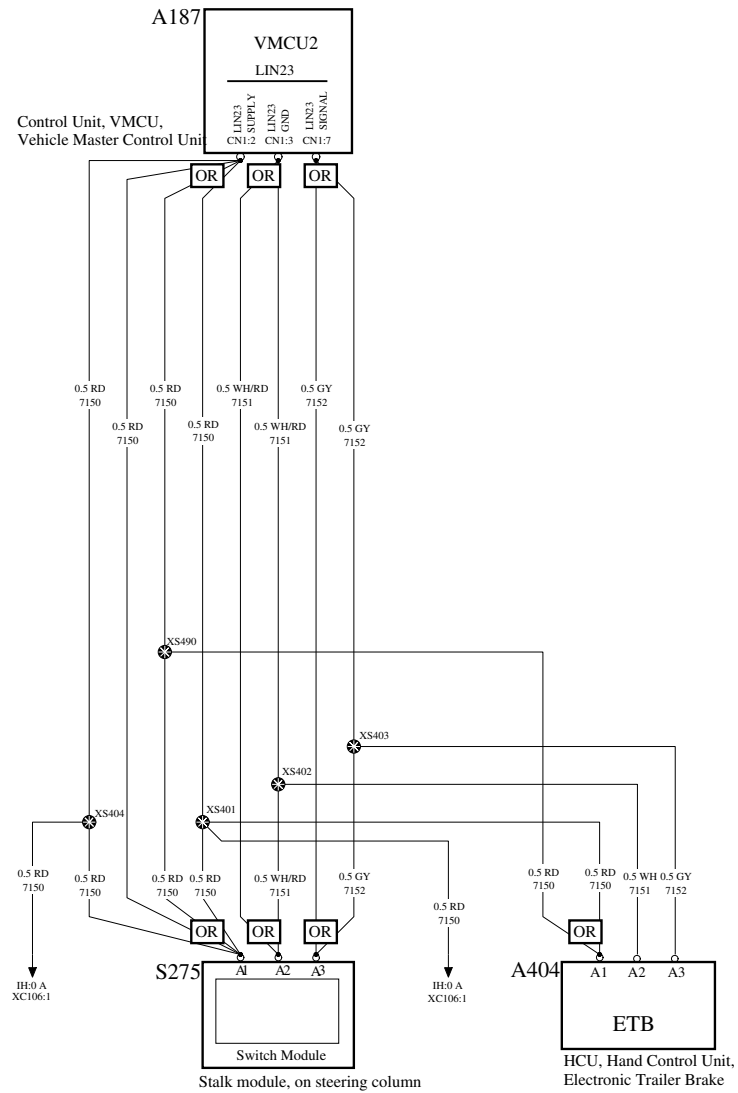 A187
VMCU2
LIN23
LIN23
SUPPLY
LIN23
GND
LIN23
SIGNAL
CN1:2 CN1:3 CN1:7
Control Unit, VMCU,
Vehicle Master Control Unit
OR OR OR
0.5 RD
7150
0.5 RD
7150
0.5 WH/RD
7151
0.5 GY
7152
0.5 RD
7150
0.5 RD
7150
0.5 WH/RD
7151
0.5 GY
7152
XS490
XS403
XS402
XS404
XS401
0.5 RD
7150
0.5 RD
7150
0.5 RD
7150
0.5 RD
7150
0.5 WH/RD
7151
0.5 GY
7152
0.5 RD
7150
0.5 RD
7150
0.5 WH
7151
0.5 GY
7152
0.5 RD
7150
OR OR OR OR
IH:0 A
XC106:1
S275
A1 A2 A3
IH:0 A
XC106:1
A404
A1 A2 A3
ETB
Switch Module
Stalk module, on steering column
HCU, Hand Control Unit,
Electronic Trailer Brake